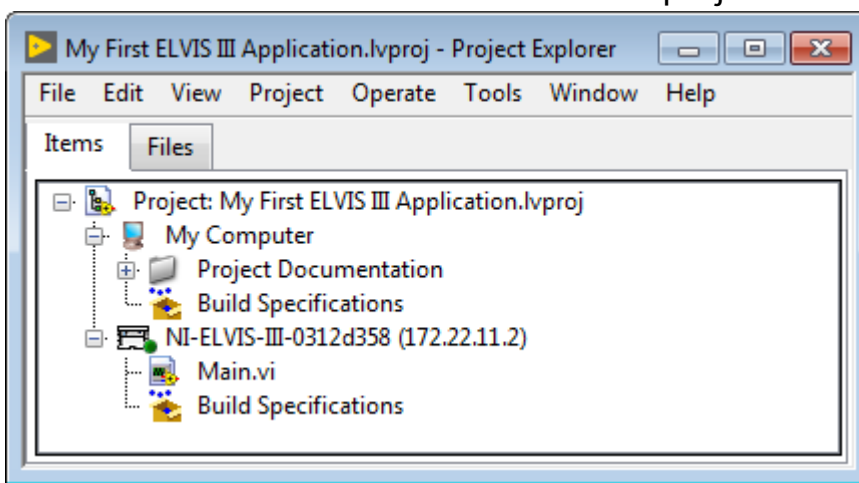 My First ELVIS III Application.lvproj - Project Explorer
File Edit View Project Operate Tools Window Help
Items Files
Project: My First ELVIS III Application.lvproj
My Computer
Project Documentation
Build Specifications
NI-ELVIS-III-0312d358 (172.22.11.2)
Main.vi
Build Specifications